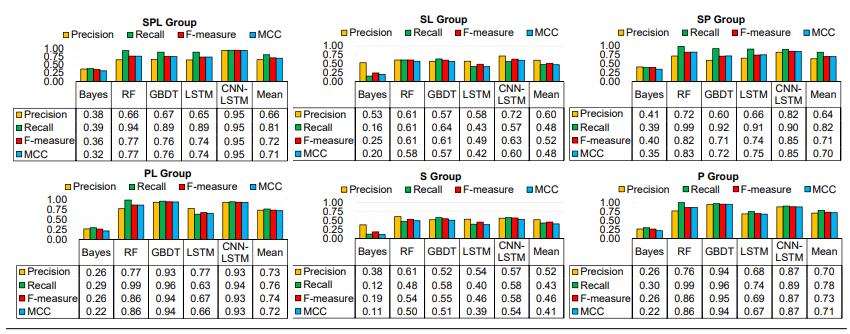 SPL Group
Precision Recall F-measure MCC
1.00
0.75
0.50
0.25
0.00
Bayes RF GBDT LSTM CNN-LSTM Mean
Precision 0.38 0.66 0.67 0.65 0.95 0.66
Recall 0.39 0.94 0.89 0.89 0.95 0.81
F-measure 0.36 0.77 0.76 0.74 0.95 0.72
MCC 0.32 0.77 0.76 0.74 0.95 0.71
SL Group
Precision Recall F-measure MCC
1.00
0.75
0.50
0.25
0.00
Bayes RF GBDT LSTM CNN-LSTM Mean
Precision 0.53 0.61 0.57 0.58 0.72 0.60
Recall 0.16 0.61 0.64 0.43 0.57 0.48
F-measure 0.25 0.61 0.61 0.49 0.63 0.52
MCC 0.20 0.58 0.57 0.42 0.60 0.48
SP Group
Precision Recall F-measure MCC
1.00
0.75
0.50
0.25
0.00
Bayes RF GBDT LSTM CNN-LSTM Mean
Precision 0.41 0.72 0.60 0.66 0.82 0.64
Recall 0.39 0.99 0.92 0.91 0.90 0.82
F-measure 0.40 0.82 0.71 0.74 0.85 0.71
MCC 0.35 0.83 0.72 0.75 0.85 0.70
PL Group
Precision Recall F-measure MCC
1.00
0.75
0.50
0.25
0.00
Bayes RF GBDT LSTM CNN-LSTM Mean
Precision 0.26 0.77 0.93 0.77 0.93 0.73
Recall 0.29 0.99 0.96 0.63 0.94 0.76
F-measure 0.26 0.86 0.94 0.67 0.93 0.74
MCC 0.22 0.86 0.94 0.66 0.93 0.72
S Group
Precision Recall F-measure MCC
1.00
0.75
0.50
0.25
0.00
Bayes RF GBDT LSTM CNN-LSTM Mean
Precision 0.38 0.61 0.52 0.54 0.57 0.52
Recall 0.12 0.48 0.58 0.40 0.58 0.43
F-measure 0.19 0.54 0.55 0.46 0.58 0.46
MCC 0.11 0.50 0.51 0.39 0.54 0.41
P Group
Precision Recall F-measure MCC
1.00
0.75
0.50
0.25
0.00
Bayes RF GBDT LSTM CNN-LSTM Mean
Precision 0.26 0.76 0.94 0.68 0.87 0.70
Recall 0.30 0.99 0.96 0.74 0.89 0.78
F-measure 0.26 0.86 0.95 0.69 0.87 0.73
MCC 0.22 0.86 0.94 0.67 0.87 0.71